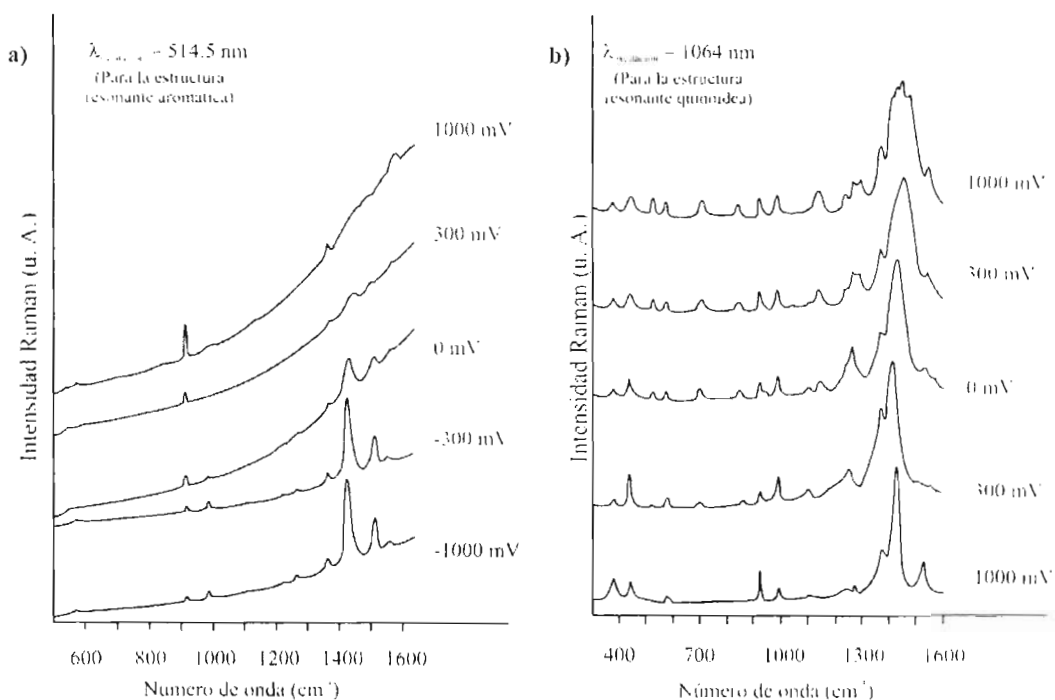 a)
– 514.5 nm
(Para la estructura
resonante aromática)
1000 mV
300 mV
0 mV
-300 mV
-1000 mV
Intensidad Raman (u. A.)
600 800 1000 1200 1400 1600
Numero de onda (cm⁻¹)
b)
– 1064 nm
(Para la estructura
resonante quinoidea)
1000 mV
300 mV
0 mV
300 mV
1000 mV
Intensidad Raman (u. A.)
400 700 1000 1300 1600
Número de onda (cm⁻¹)